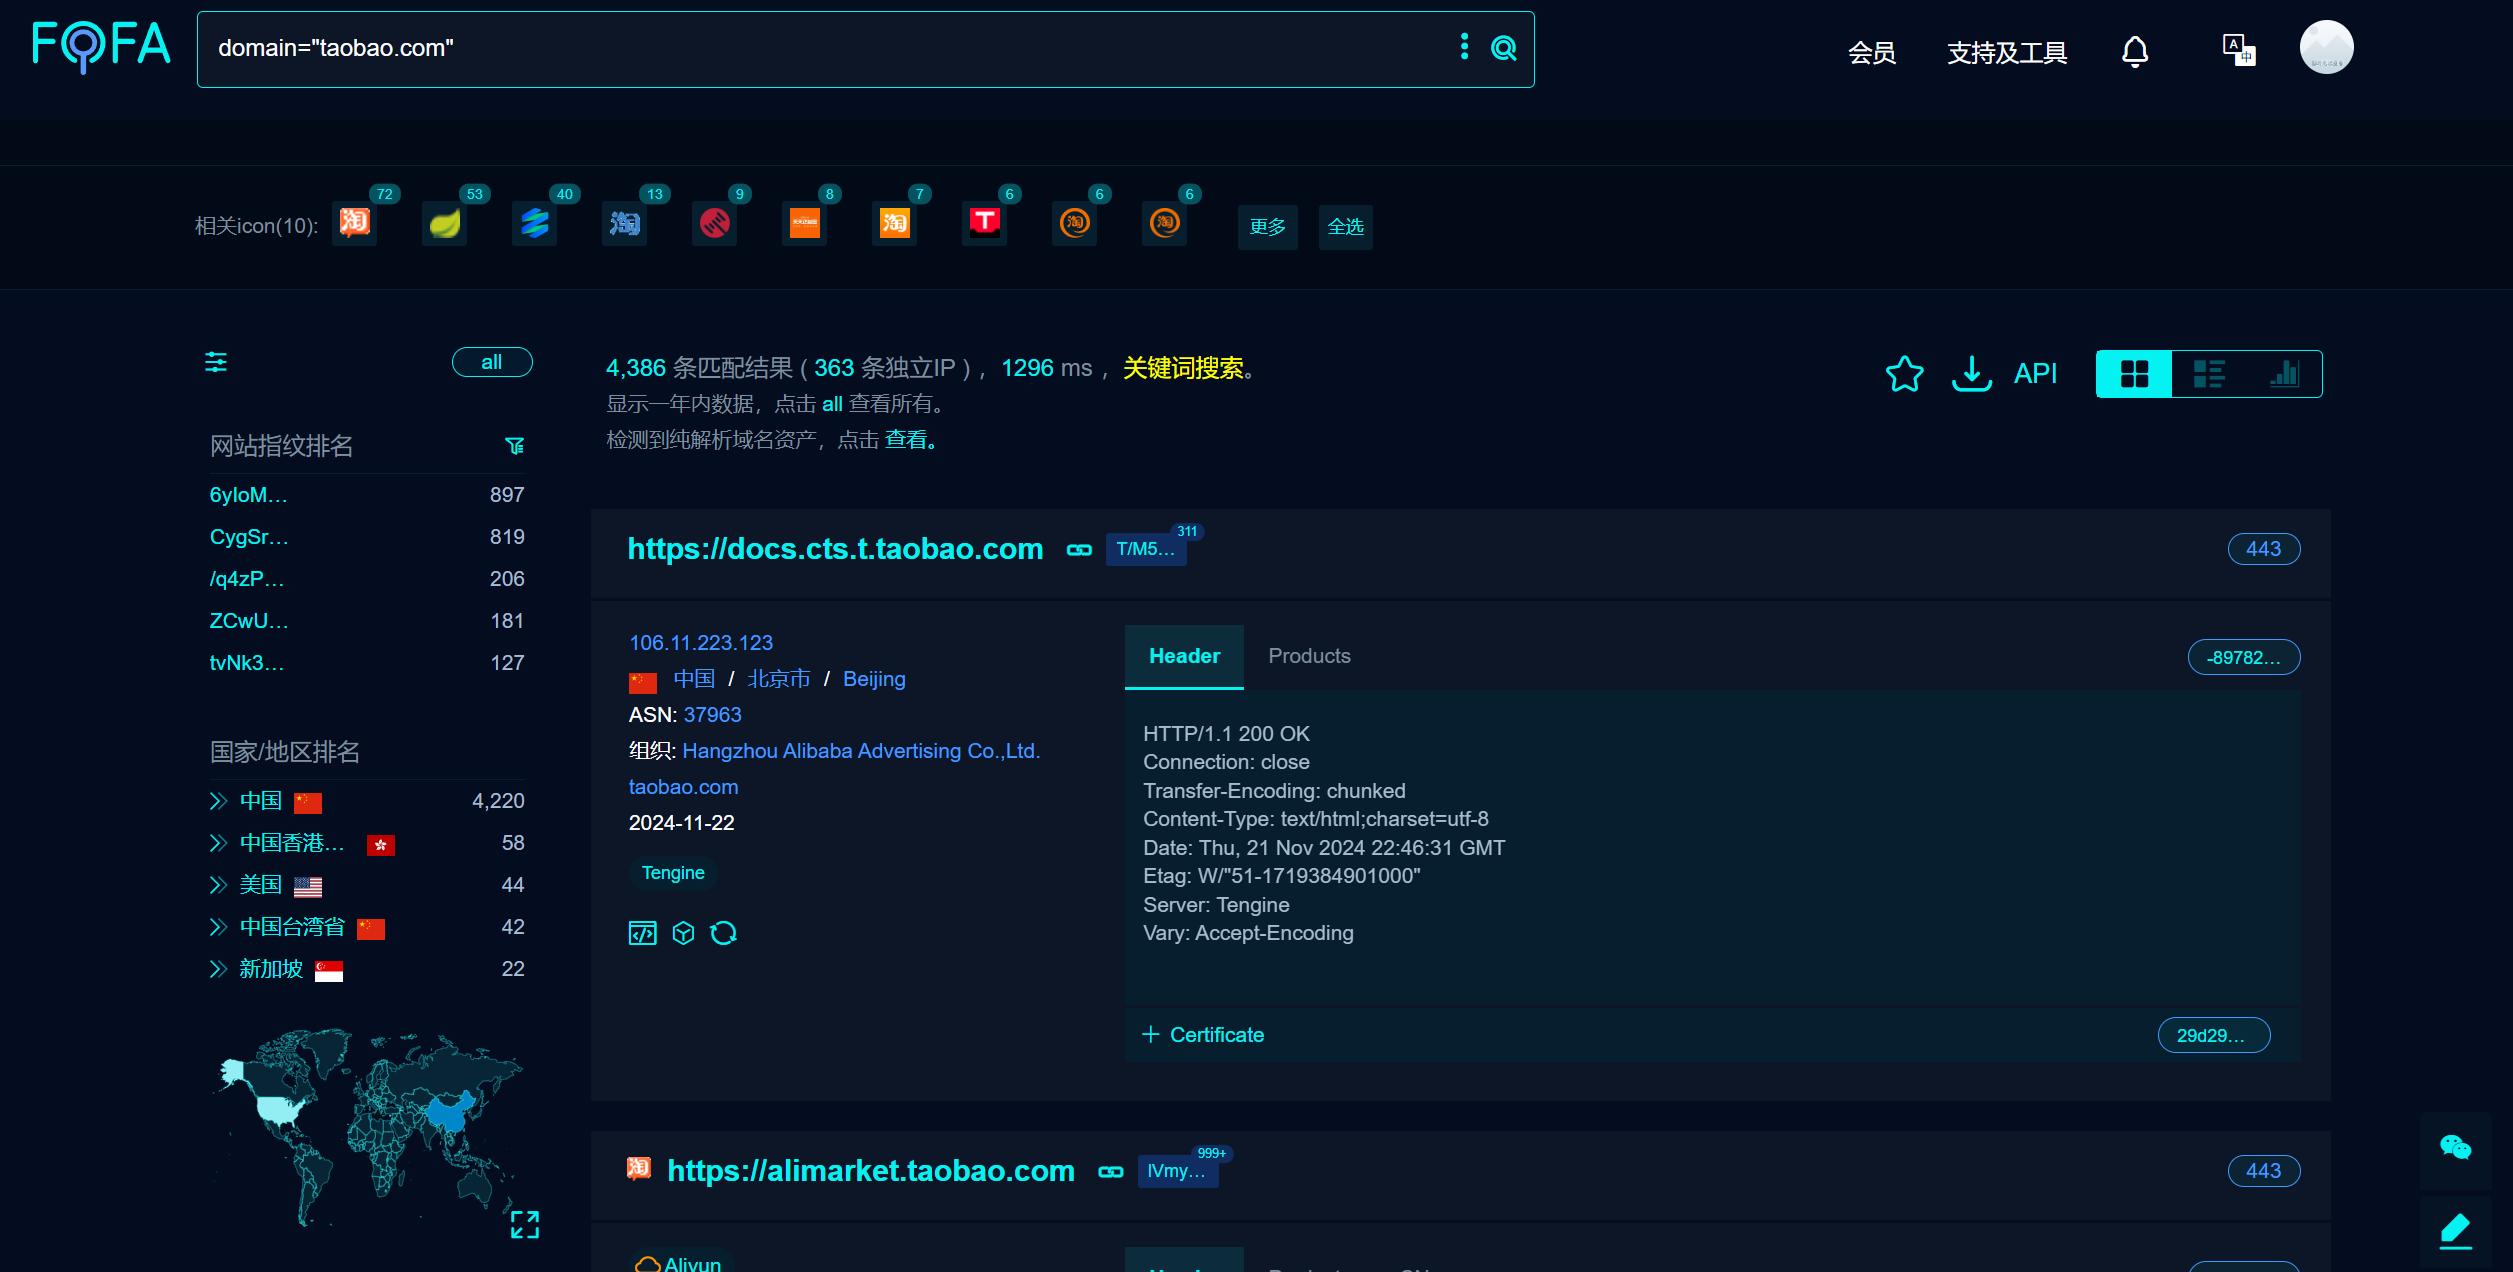 FOFA
domain="taobao.com"
会员
支持及工具
相关icon(10):
72
53
40
13
9
8
7
6
6
6
更多
全选
all
4,386 条匹配结果 ( 363 条独立IP ) ，1296 ms ，关键词搜索。
显示一年内数据，点击 all 查看所有。
检测到纯解析域名资产，点击 查看。
API
网站指纹排名
6yIoM... 897
CygSr... 819
/q4zP... 206
ZCwU... 181
tvNk3... 127
国家/地区排名
中国 4,220
中国香港... 58
美国 44
中国台湾省 42
新加坡 22
https://docs.cts.t.taobao.com
T/M5...
311
443
106.11.223.123
中国 / 北京市 / Beijing
ASN: 37963
组织: Hangzhou Alibaba Advertising Co.,Ltd.
taobao.com
2024-11-22
Tengine
Header
Products
-89782...
HTTP/1.1 200 OK
Connection: close
Transfer-Encoding: chunked
Content-Type: text/html;charset=utf-8
Date: Thu, 21 Nov 2024 22:46:31 GMT
Etag: W/"51-1719384901000"
Server: Tengine
Vary: Accept-Encoding
Certificate
29d29...
https://alimarket.taobao.com
IVmy...
999+
443
Aliyun